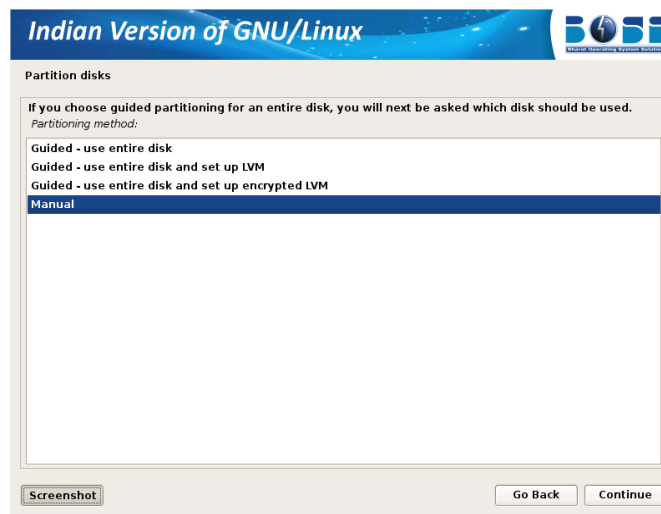 Indian Version of GNU/Linux
BOSS
Bharat Operating System Solutio
Partition disks
If you choose guided partitioning for an entire disk, you will next be asked which disk should be used.
Partitioning method:
Guided - use entire disk
Guided - use entire disk and set up LVM
Guided - use entire disk and set up encrypted LVM
Manual
Screenshot
Go Back
Continue